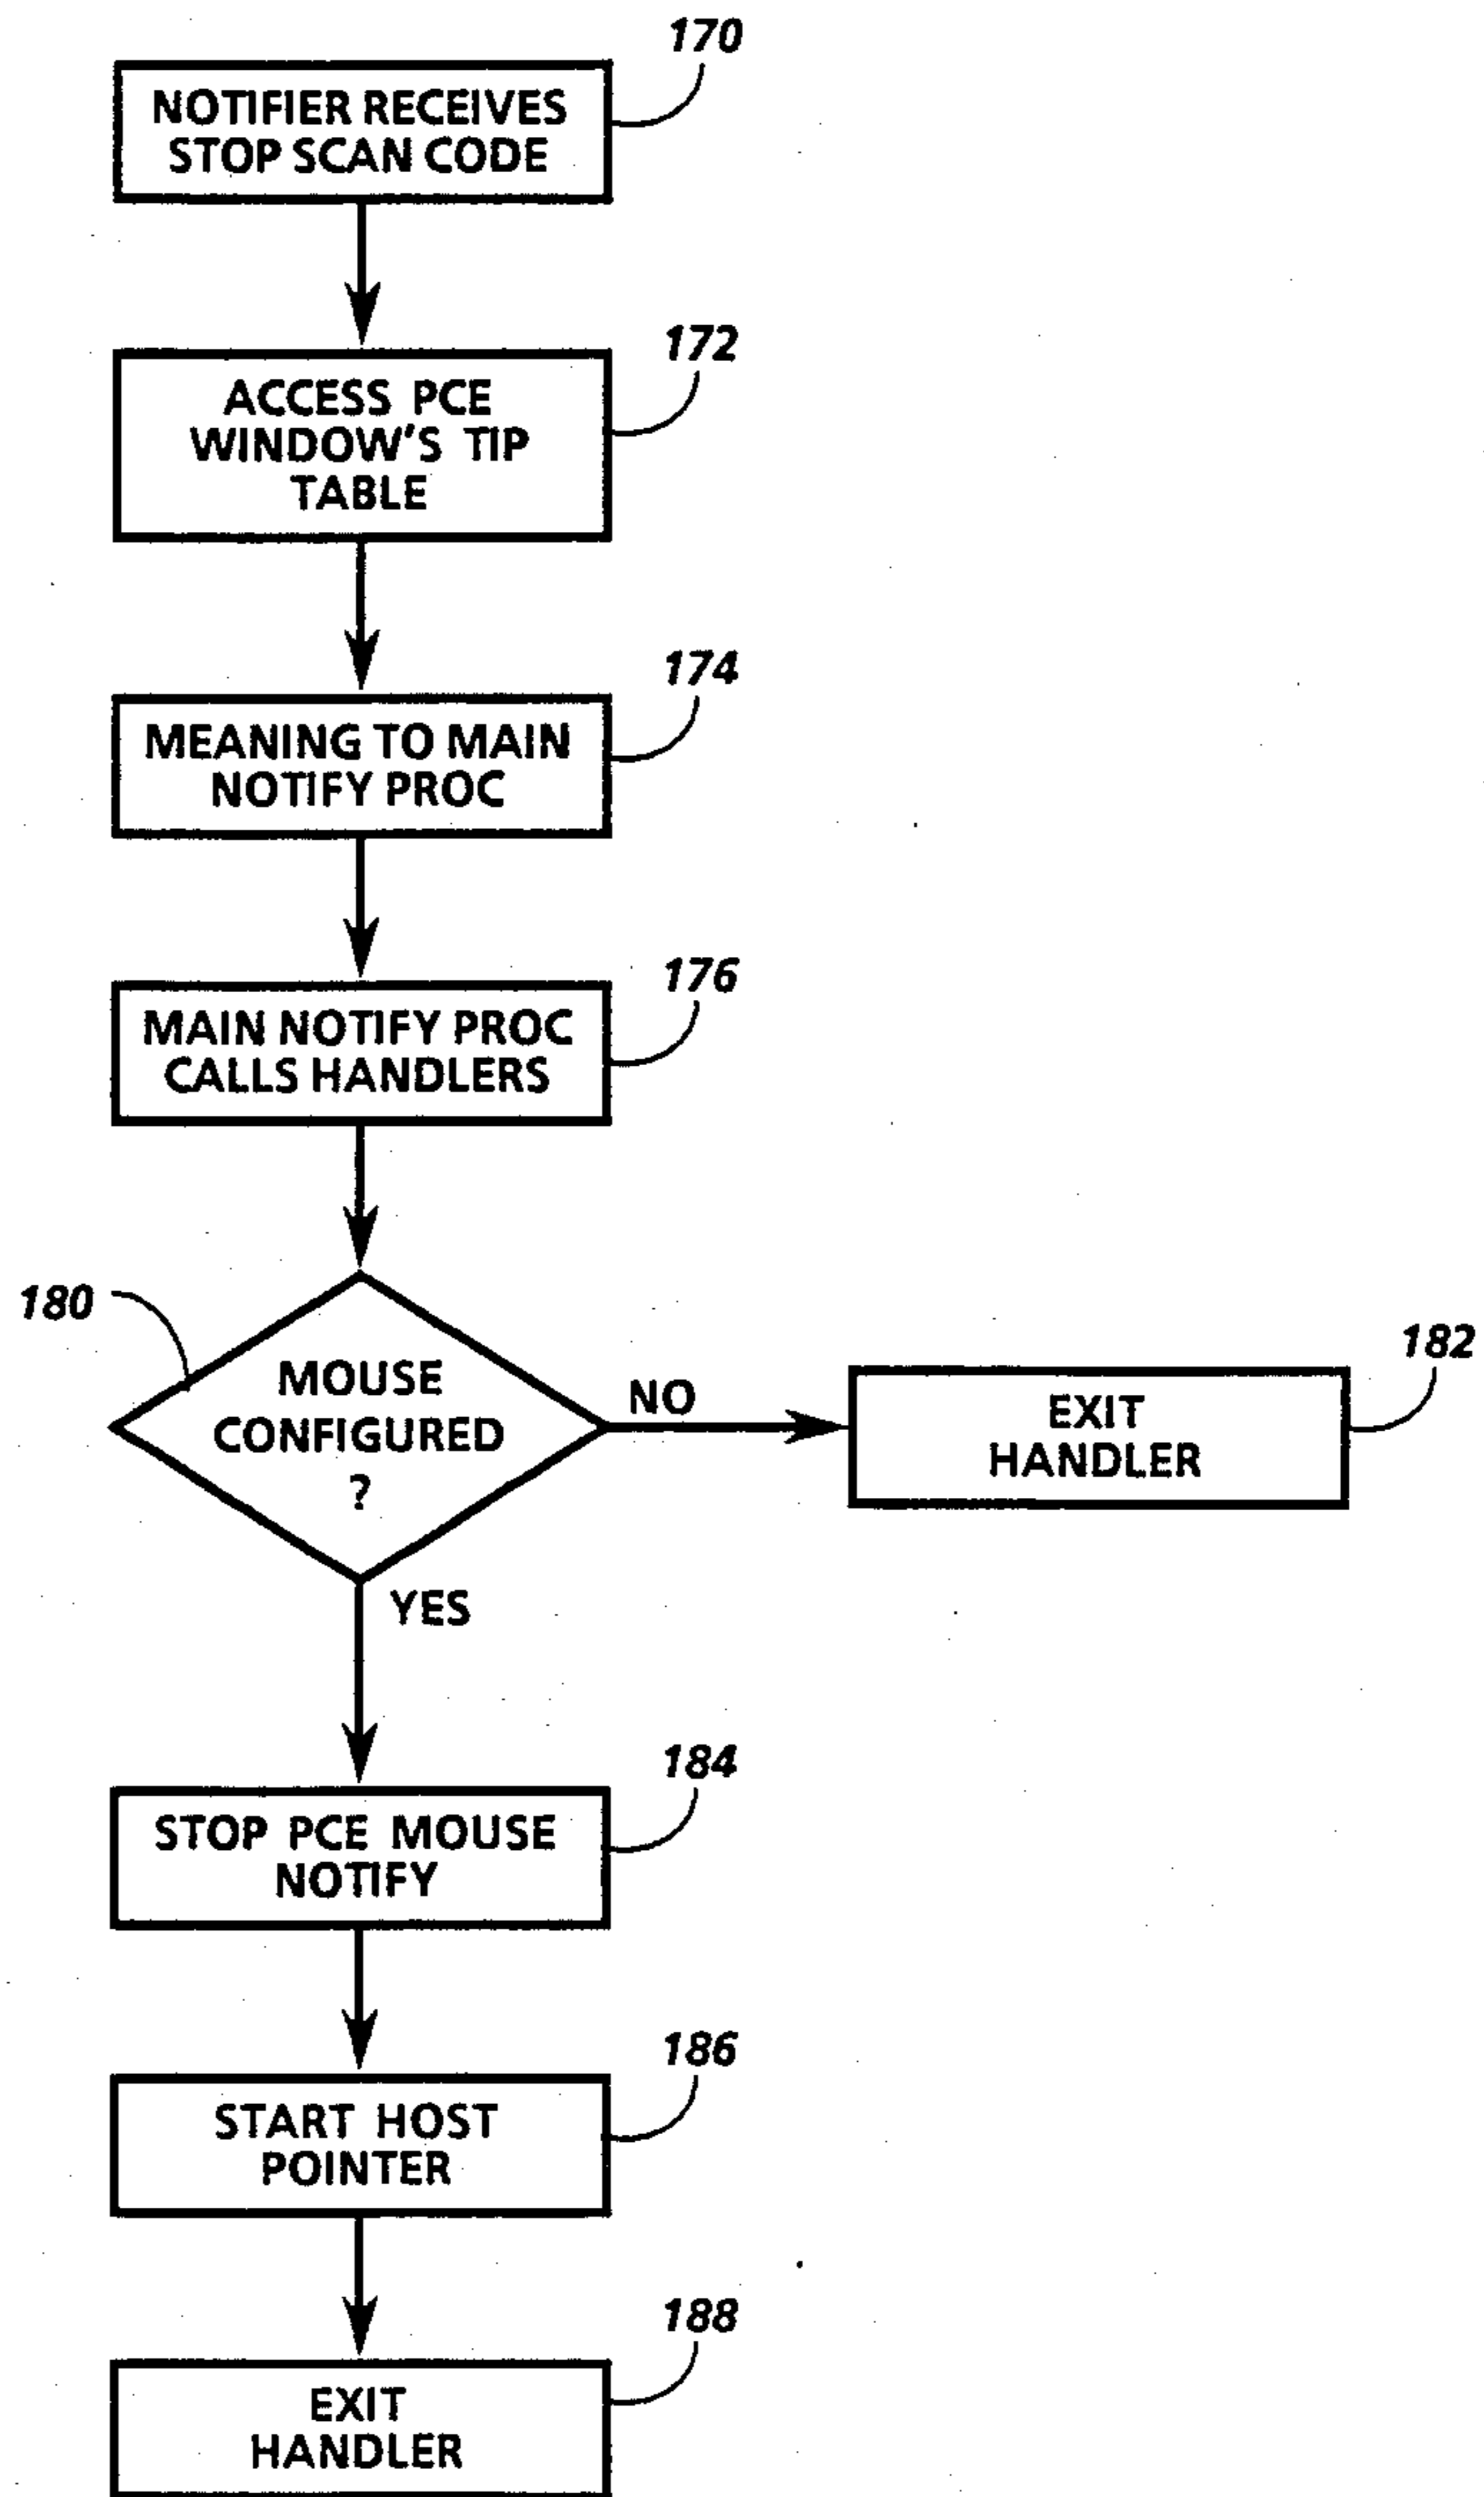 170
NOTIFIER RECEIVES
STOP SCAN CODE
172
ACCESS PCE
WINDOW'S TIP
TABLE
174
MEANING TO MAIN
NOTIFY PROC
176
MAIN NOTIFY PROC
CALLS HANDLERS
180
MOUSE
CONFIGURED
?
NO
182
EXIT
HANDLER
YES
184
STOP PCE MOUSE
NOTIFY
186
START HOST
POINTER
188
EXIT
HANDLER